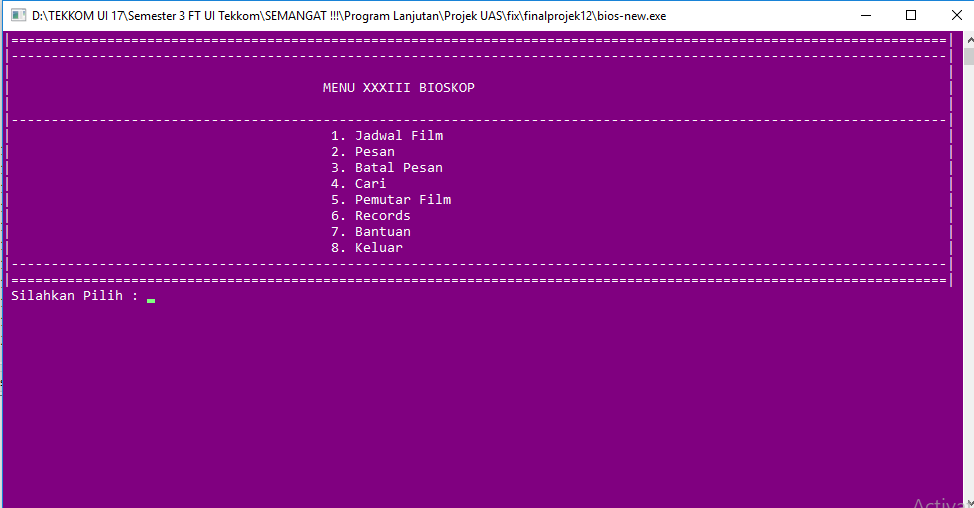 D:\TEKKOM UI 17\Semester 3 FT UI Tekkom\SEMANGAT !!!\Program Lanjutan\Projek UAS\fix\finalprojek12\bios-new.exe
MENU XXXIII BIOSKOP
1. Jadwal Film
2. Pesan
3. Batal Pesan
4. Cari
5. Pemutar Film
6. Records
7. Bantuan
8. Keluar
Silahkan Pilih :